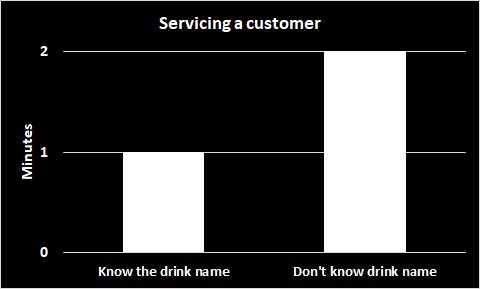 Servicing a customer
Minutes
2
1
0
Know the drink name
Don't know drink name